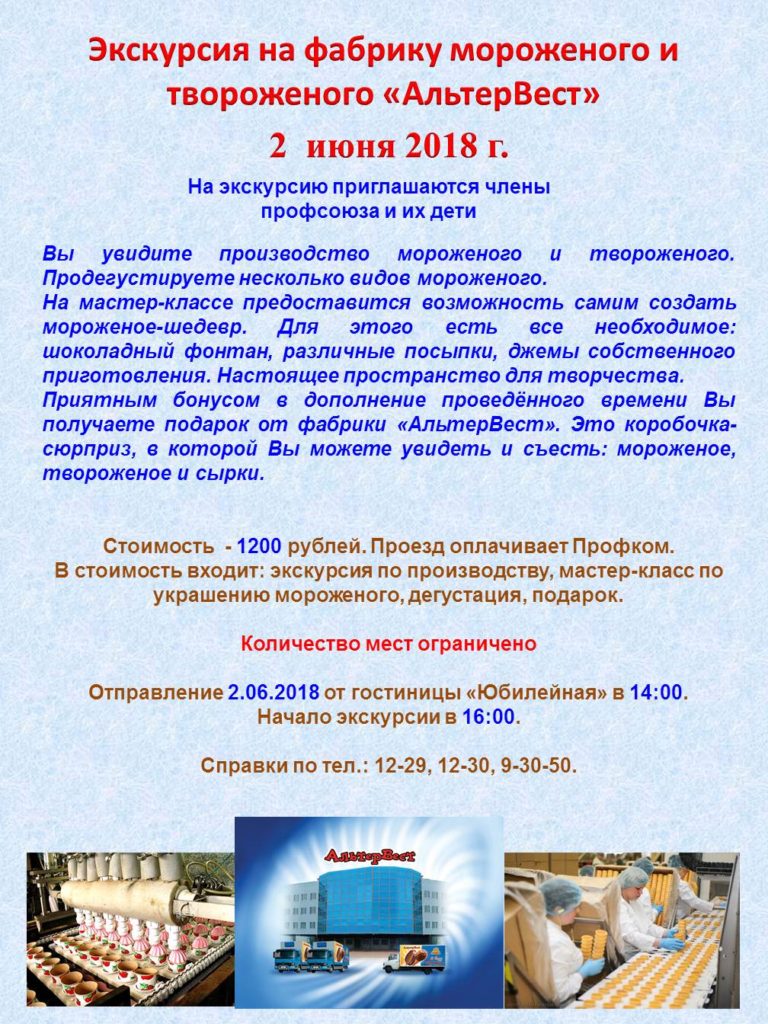 Экскурсия на фабрику мороженого и
твороженого «АльтерВест»
2 июня 2018 г.
На экскурсию приглашаются члены
профсоюза и их дети
Вы увидите производство мороженого и твороженого.
Продегустируете несколько видов мороженого.
На мастер-классе предоставится возможность самим создать
мороженое-шедевр. Для этого есть все необходимое:
шоколадный фонтан, различные посыпки, джемы собственного
приготовления. Настоящее пространство для творчества.
Приятным бонусом в дополнение проведённого времени Вы
получаете подарок от фабрики «АльтерВест». Это коробочка-
сюрприз, в которой Вы можете увидеть и съесть: мороженое,
твороженое и сырки.
Стоимость - 1200 рублей. Проезд оплачивает Профком.
В стоимость входит: экскурсия по производству, мастер-класс по
украшению мороженого, дегустация, подарок.
Количество мест ограничено
Отправление 2.06.2018 от гостиницы «Юбилейная» в 14:00.
Начало экскурсии в 16:00.
Справки по тел.: 12-29, 12-30, 9-30-50.
АльтерВест